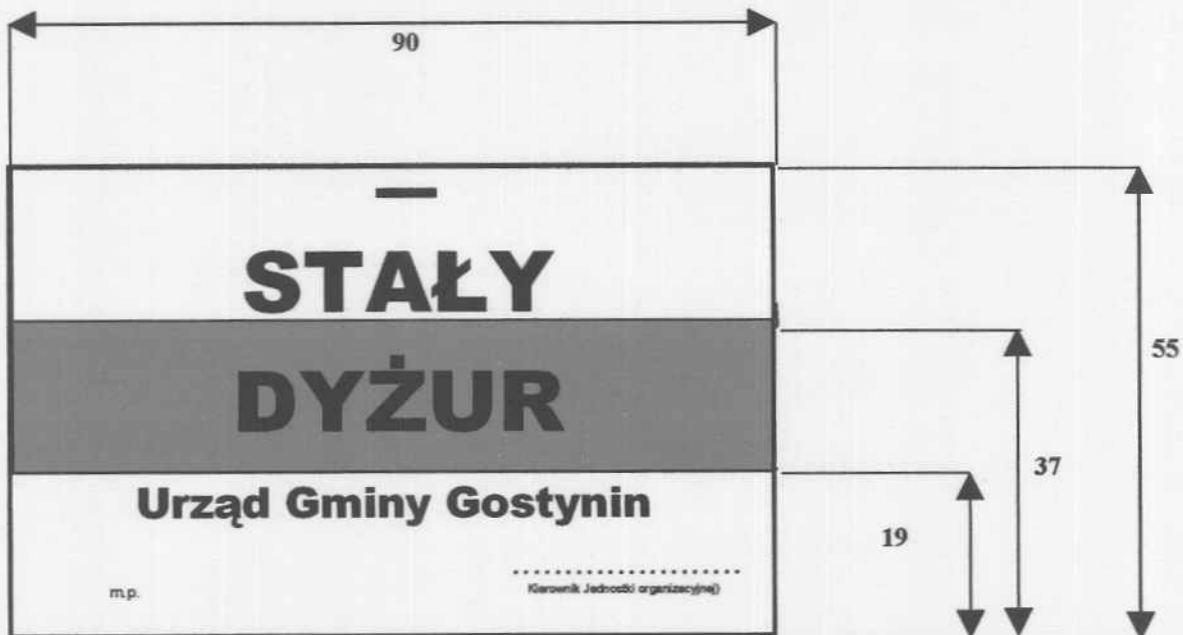 90
STAŁY
DYŻUR
Urząd Gminy Gostynin
m.p.
Kierownik Jednostki organizacyjnej)
55
37
19